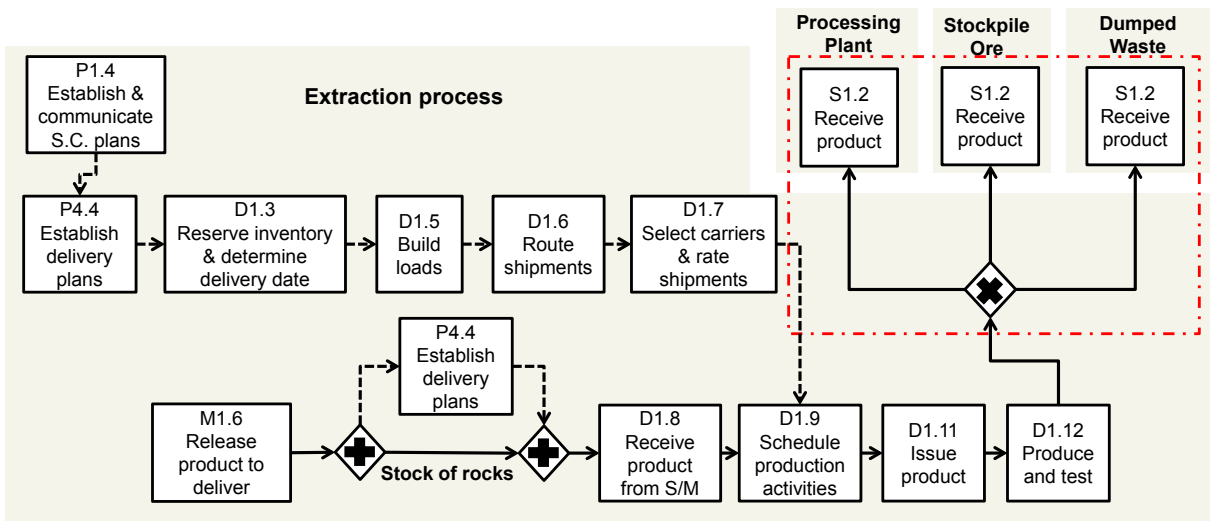 Processing
Plant
Stockpile
Ore
Dumped
Waste
P1.4
Establish &
communicate
S.C. plans
Extraction process
S1.2
Receive
product
S1.2
Receive
product
S1.2
Receive
product
P4.4
Establish
delivery
plans
D1.3
Reserve inventory
& determine
delivery date
D1.5
Build
loads
D1.6
Route
shipments
D1.7
Select carriers
& rate
shipments
P4.4
Establish
delivery
plans
M1.6
Release
product to
deliver
Stock of rocks
D1.8
Receive
product
from S/M
D1.9
Schedule
production
activities
D1.11
Issue
product
D1.12
Produce
and test